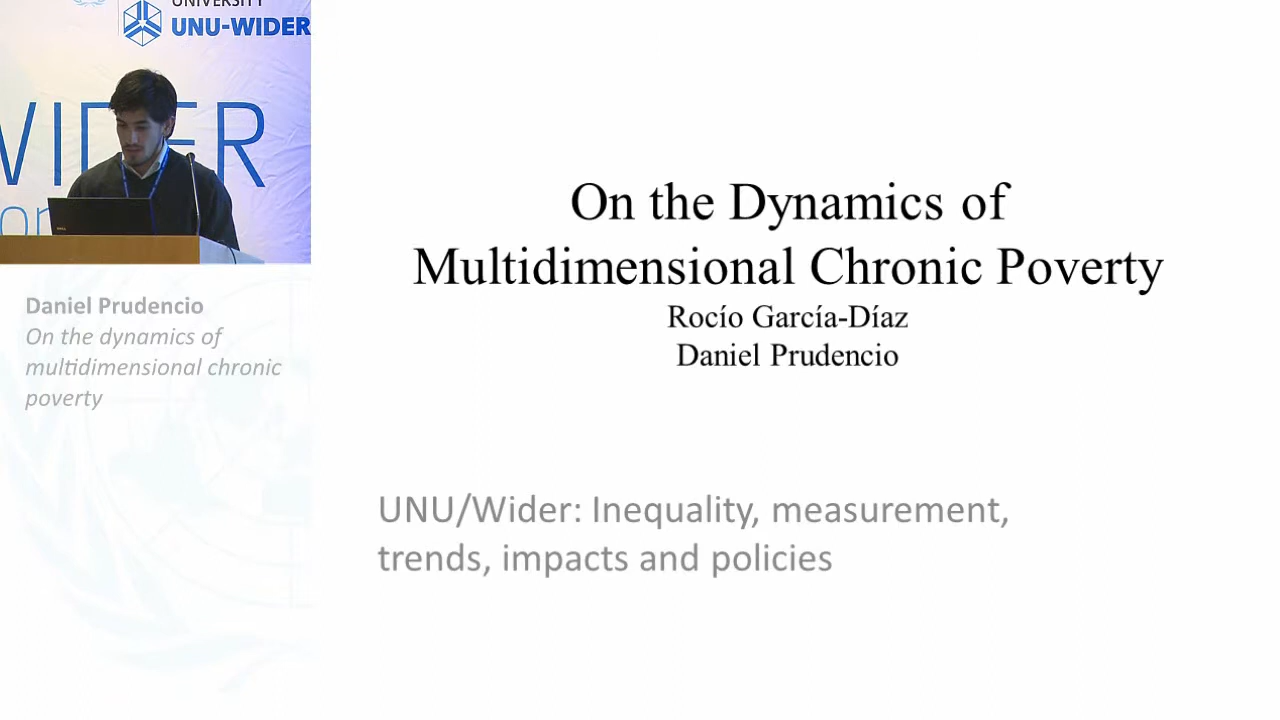 UNIVERSITY
UNU-WIDER
WIDER
Daniel Prudencio
On the dynamics of
multidimensional chronic
poverty
On the Dynamics of
Multidimensional Chronic Poverty
Rocío García-Díaz
Daniel Prudencio
UNU/Wider: Inequality, measurement,
trends, impacts and policies